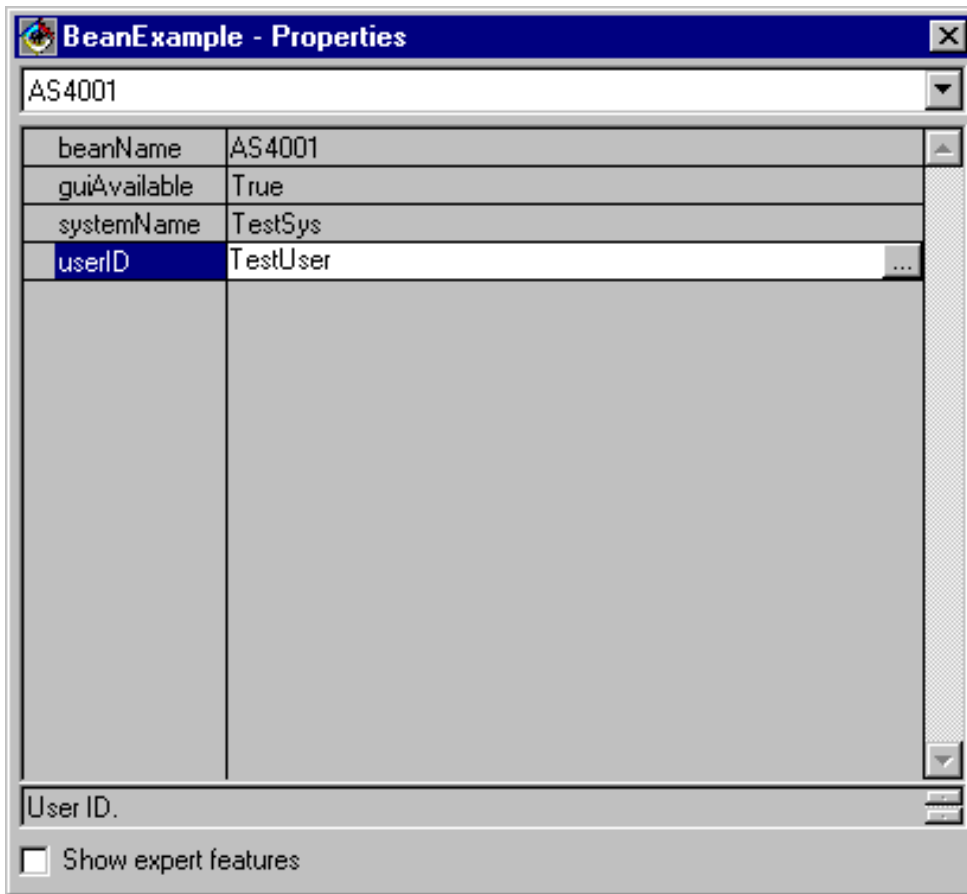 BeanExample - Properties
AS4001
beanName AS4001
guiAvailable True
systemName TestSys
userID TestUser ...
User ID.
Show expert features